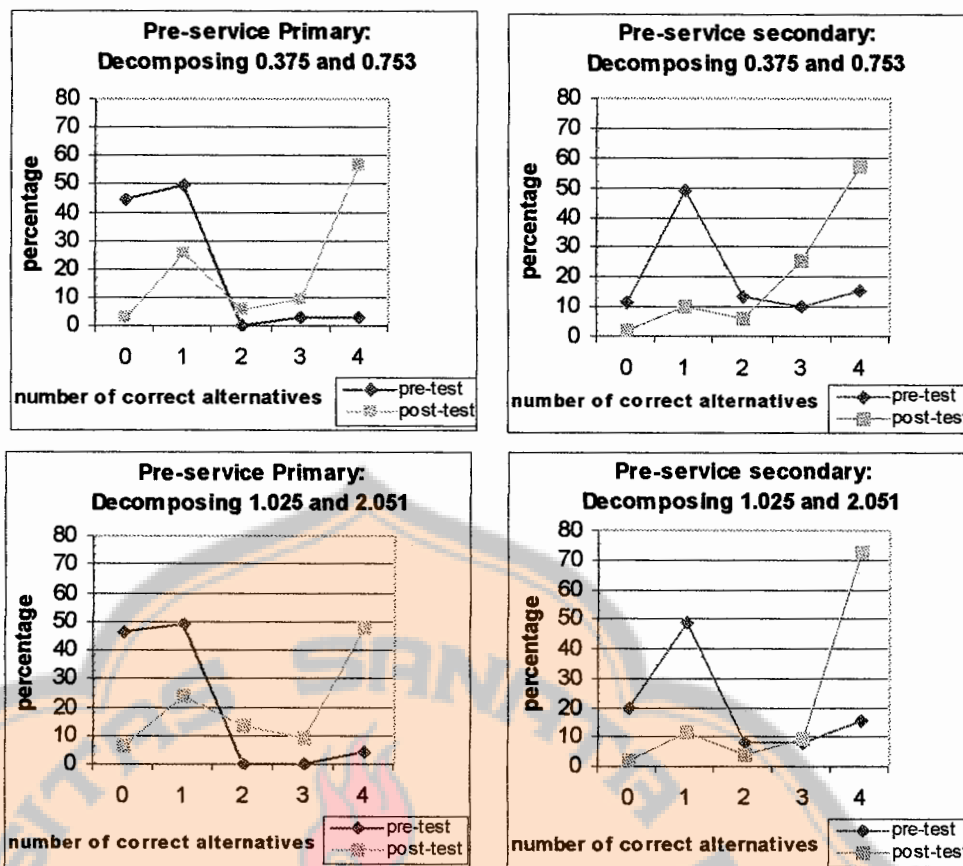 Pre-service Primary:
Decomposing 0.375 and 0.753
percentage
80
70
60
50
40
30
20
10
0
0 1 2 3 4
number of correct alternatives
pre-test
post-test
Pre-service secondary:
Decomposing 0.375 and 0.753
percentage
80
70
60
50
40
30
20
10
0
0 1 2 3 4
number of correct alternatives
pre-test
post-test
Pre-service Primary:
Decomposing 1.025 and 2.051
percentage
80
70
60
50
40
30
20
10
0
0 1 2 3 4
number of correct alternatives
pre-test
post-test
Pre-service secondary:
Decomposing 1.025 and 2.051
percentage
80
70
60
50
40
30
20
10
0
0 1 2 3 4
number of correct alternatives
pre-test
post-test